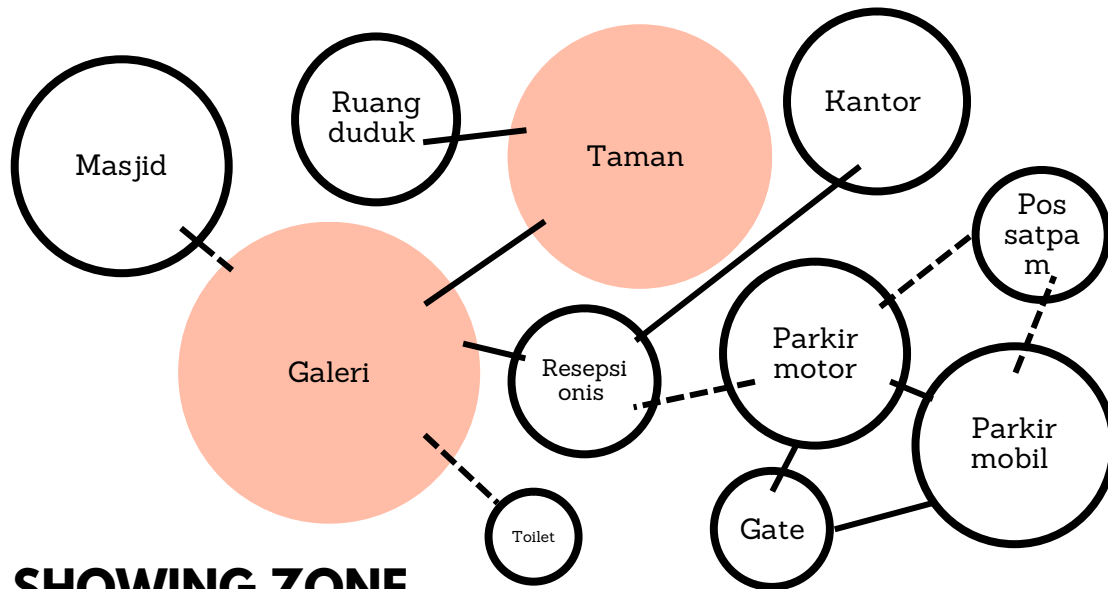 Masjid
Ruang
duduk
Taman
Kantor
Pos
satpa
m
Galeri
Resepsi
onis
Parkir
motor
Parkir
mobil
Toilet
Gate
SHOWING ZONE